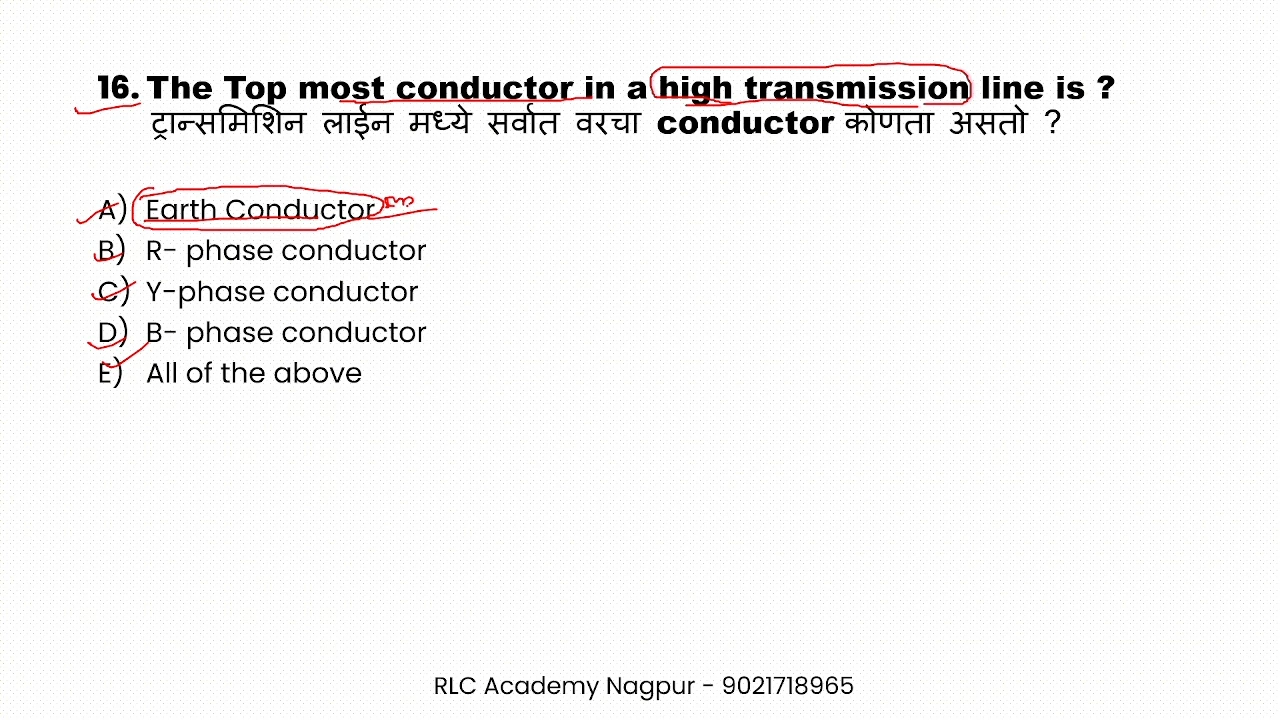 16. The Top most conductor in a high transmission line is ?
ट्रान्समिशिन लाईन मध्ये सर्वात वरचा conductor कोणता असतो ?
A) Earth Conductor
B) R- phase conductor
C) Y-phase conductor
D) B- phase conductor
E) All of the above
RLC Academy Nagpur - 9021718965